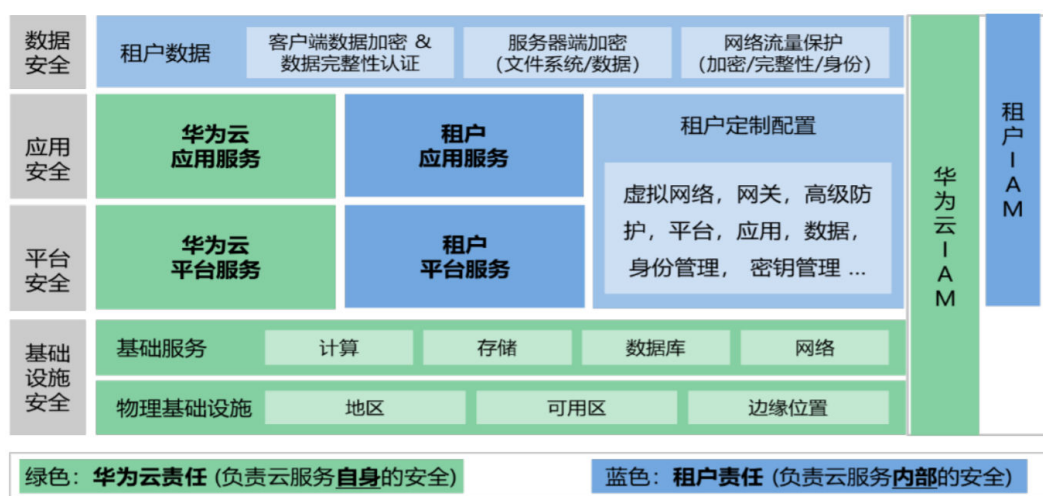 数据
安全
租户数据
客户端数据加密 &
数据完整性认证
服务器端加密
(文件系统/数据)
网络流量保护
(加密/完整性/身份)
应用
安全
华为云
应用服务
租户
应用服务
租户定制配置
虚拟网络，网关，高级防
护，平台，应用，数据，
身份管理， 密钥管理 ...
平台
安全
华为云
平台服务
租户
平台服务
基础
设施
安全
基础服务
计算
存储
数据库
网络
物理基础设施
地区
可用区
边缘位置
华为云IAM
租户IAM
绿色：华为云责任 (负责云服务自身的安全)
蓝色：租户责任 (负责云服务内部的安全)